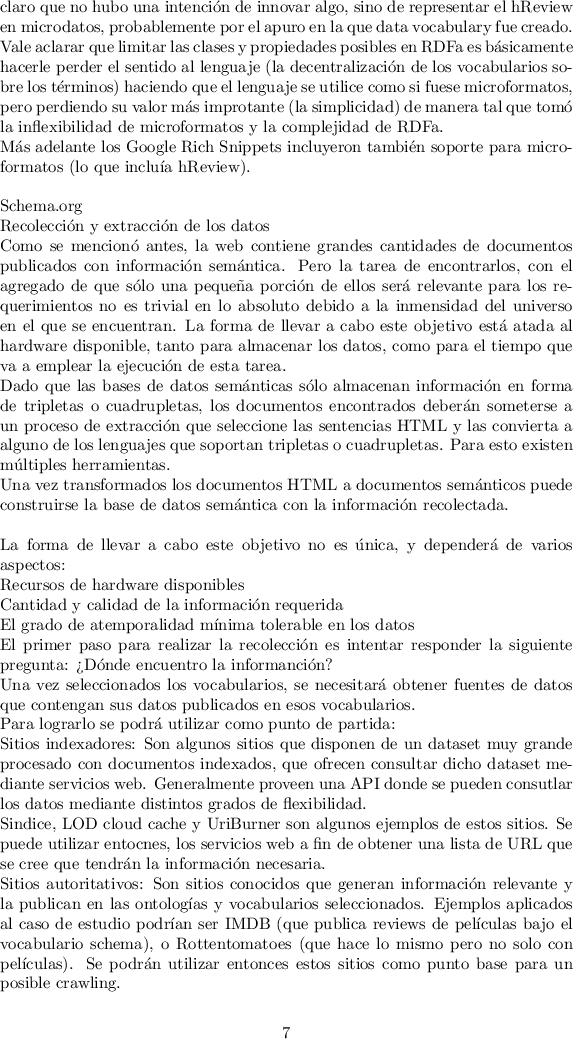 claro que no hubo una intención de innovar algo, sino de representar el hReview
en microdatos, probablemente por el apuro en la que data vocabulary fue creado.
Vale aclarar que limitar las clases y propiedades posibles en RDFa es básicamente
hacerle perder el sentido al lenguaje (la decentralización de los vocabularios so-
bre los términos) haciendo que el lenguaje se utilice como si fuese microformatos,
pero perdiendo su valor más improtante (la simplicidad) de manera tal que tomó
la inflexibilidad de microformatos y la complejidad de RDFa.
Más adelante los Google Rich Snippets incluyeron también soporte para micro-
formatos (lo que incluía hReview).

Schema.org
Recolección y extracción de los datos
Como se mencionó antes, la web contiene grandes cantidades de documentos
publicados con información semántica. Pero la tarea de encontrarlos, con el
agregado de que sólo una pequeña porción de ellos será relevante para los re-
querimientos no es trivial en lo absoluto debido a la inmensidad del universo
en el que se encuentran. La forma de llevar a cabo este objetivo está atada al
hardware disponible, tanto para almacenar los datos, como para el tiempo que
va a emplear la ejecución de esta tarea.
Dado que las bases de datos semánticas sólo almacenan información en forma
de tripletas o cuadrupletas, los documentos encontrados deberán someterse a
un proceso de extracción que seleccione las sentencias HTML y las convierta a
alguno de los lenguajes que soportan tripletas o cuadrupletas. Para esto existen
múltiples herramientas.
Una vez transformados los documentos HTML a documentos semánticos puede
construirse la base de datos semántica con la información recolectada.

La forma de llevar a cabo este objetivo no es única, y dependerá de varios
aspectos:
Recursos de hardware disponibles
Cantidad y calidad de la información requerida
El grado de atemporalidad mínima tolerable en los datos
El primer paso para realizar la recolección es intentar responder la siguiente
pregunta: ¿Dónde encuentro la informanción?
Una vez seleccionados los vocabularios, se necesitará obtener fuentes de datos
que contengan sus datos publicados en esos vocabularios.
Para lograrlo se podrá utilizar como punto de partida:
Sitios indexadores: Son algunos sitios que disponen de un dataset muy grande
procesado con documentos indexados, que ofrecen consultar dicho dataset me-
diante servicios web. Generalmente proveen una API donde se pueden consutlar
los datos mediante distintos grados de flexibilidad.
Sindice, LOD cloud cache y UriBurner son algunos ejemplos de estos sitios. Se
puede utilizar entocnes, los servicios web a fin de obtener una lista de URL que
se cree que tendrán la información necesaria.
Sitios autoritativos: Son sitios conocidos que generan información relevante y
la publican en las ontologías y vocabularios seleccionados. Ejemplos aplicados
al caso de estudio podrían ser IMDB (que publica reviews de películas bajo el
vocabulario schema), o Rottentomatoes (que hace lo mismo pero no solo con
películas). Se podrán utilizar entonces estos sitios como punto base para un
posible crawling.

7